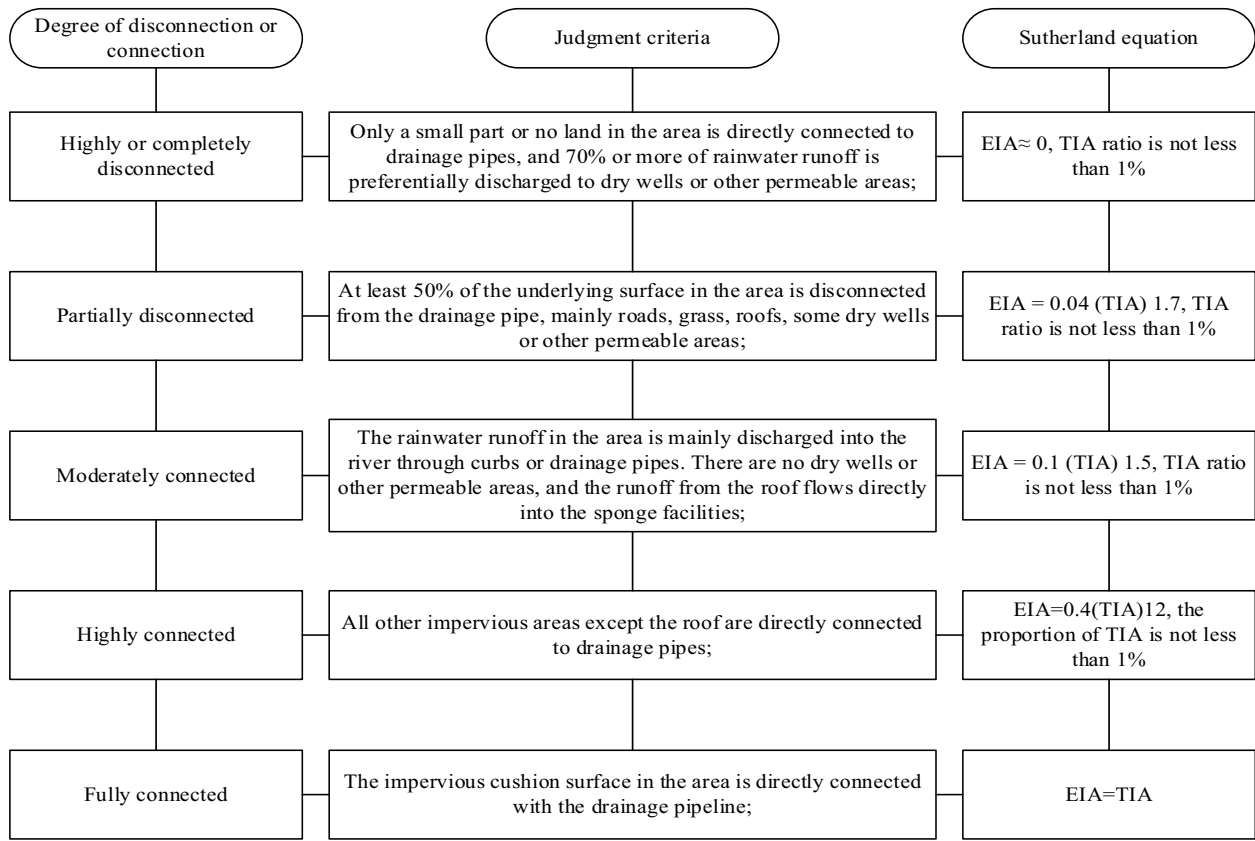 Degree of disconnection or
connection
Judgment criteria
Sutherland equation
Highly or completely
disconnected
Only a small part or no land in the area is directly connected to
drainage pipes, and 70% or more of rainwater runoff is
preferentially discharged to dry wells or other permeable areas;
EIA≈ 0, TIA ratio is not less
than 1%
Partially disconnected
At least 50% of the underlying surface in the area is disconnected
from the drainage pipe, mainly roads, grass, roofs, some dry wells
or other permeable areas;
EIA = 0.04 (TIA) 1.7, TIA
ratio is not less than 1%
Moderately connected
The rainwater runoff in the area is mainly discharged into the
river through curbs or drainage pipes. There are no dry wells or
other permeable areas, and the runoff from the roof flows directly
into the sponge facilities;
EIA = 0.1 (TIA) 1.5, TIA ratio
is not less than 1%
Highly connected
All other impervious areas except the roof are directly connected
to drainage pipes;
EIA=0.4(TIA)12, the
proportion of TIA is not less
than 1%
Fully connected
The impervious cushion surface in the area is directly connected
with the drainage pipeline;
EIA=TIA